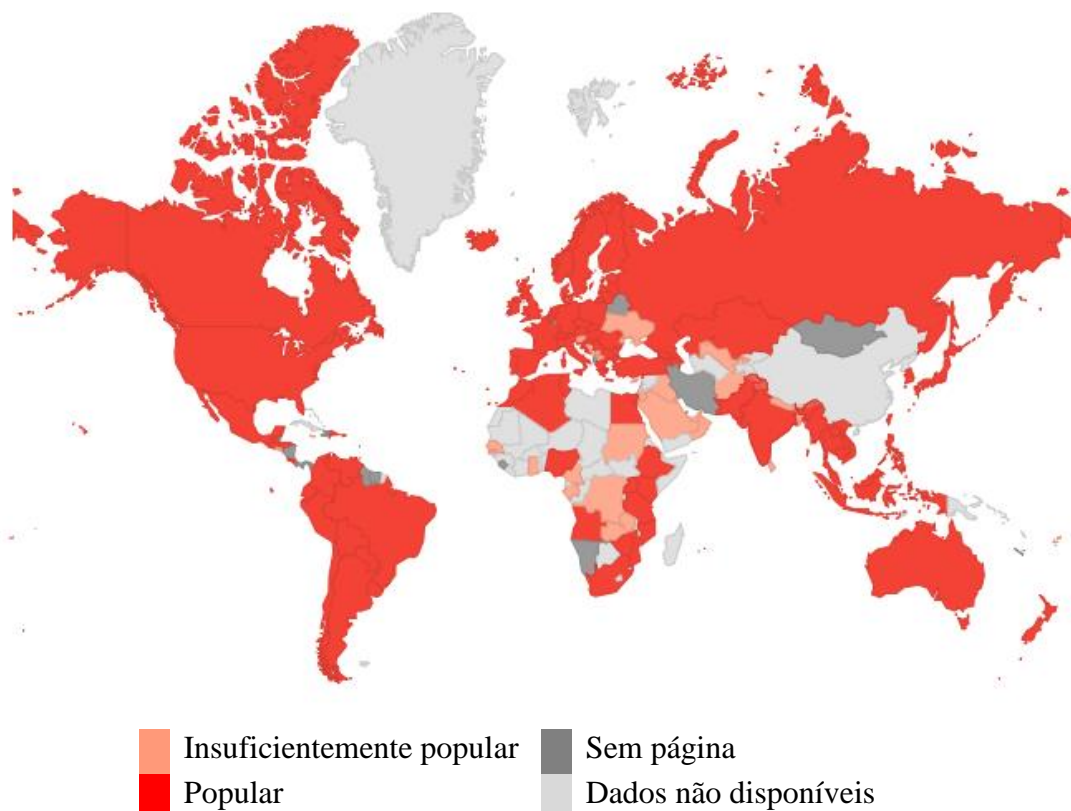 Insuficientemente popular
Popular
Sem página
Dados não disponíveis